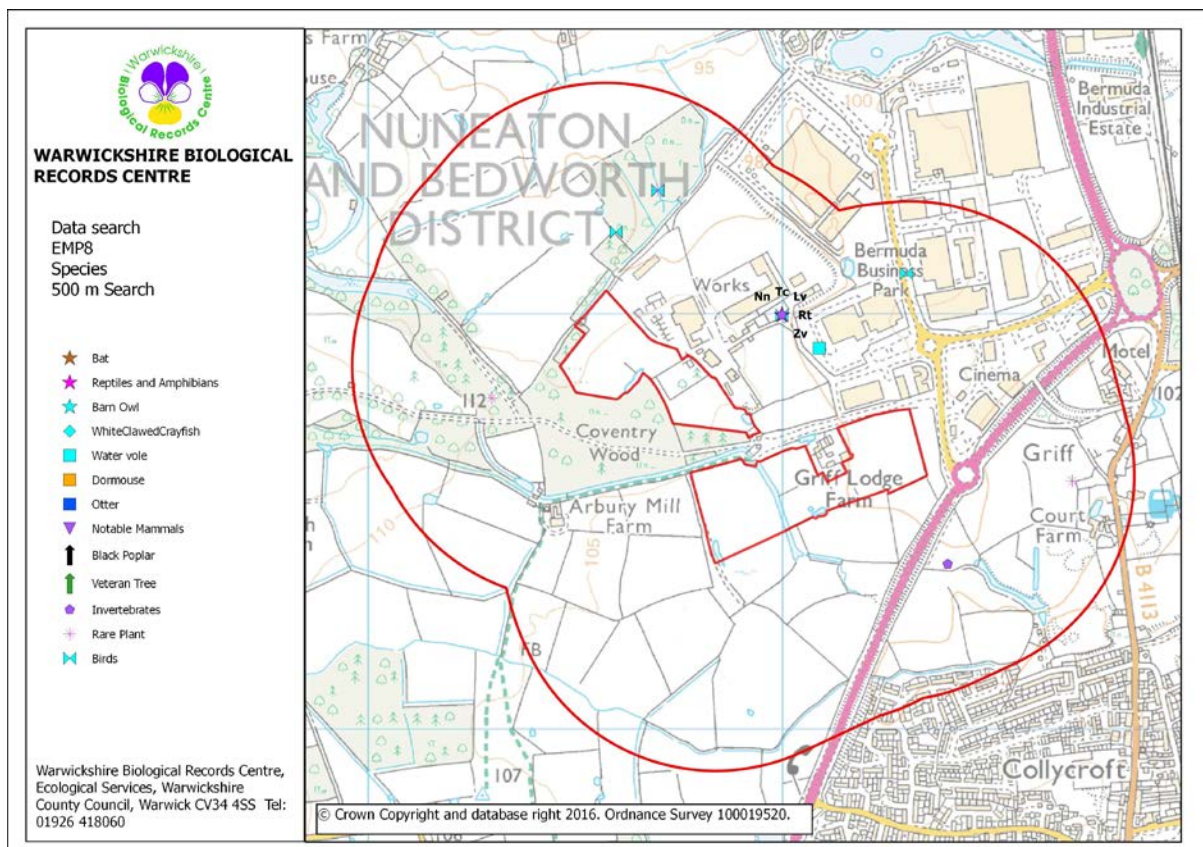 Warwickshire
Biological Records Centre
WARWICKSHIRE BIOLOGICAL
RECORDS CENTRE
Data search
EMP8
Species
500 m Search
Bat
Reptiles and Amphibians
Barn Owl
WhiteClawedCrayfish
Water vole
Dormouse
Otter
Notable Mammals
Black Poplar
Veteran Tree
Invertebrates
Rare Plant
Birds
Warwickshire Biological Records Centre,
Ecological Services, Warwickshire
County Council, Warwick CV34 4SS Tel:
01926 418060
s Farm
95
100
Bermuda
Industrial
Estate
NUNEATON
AND BEDWORTH
DISTRICT
98
Bermuda
Business
Park
Works
Nn Tc Lv
Rt
Zv
Motel
Cinema
112
102
Coventry
Wood
Griff
Griff Lodge
Farm
Arbury Mill
Farm
Court
Farm
110
105
B4113
FB
107
Collycroft
106
© Crown Copyright and database right 2016. Ordnance Survey 100019520.